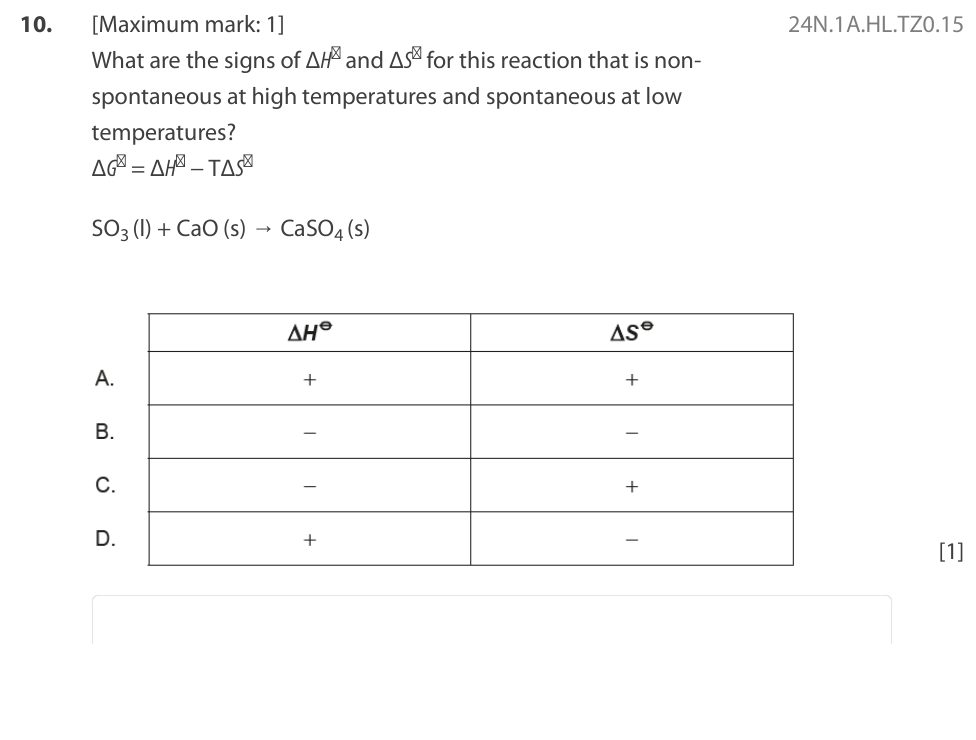 10. [Maximum mark: 1] 24N.1A.HL.TZ0.15
What are the signs of ΔH☒ and ΔS☒ for this reaction that is non-
spontaneous at high temperatures and spontaneous at low
temperatures?
ΔG☒ = ΔH☒ – TΔS☒
SO₃ (l) + CaO (s) → CaSO₄ (s)
ΔH⊖ ΔS⊖
A. + +
B. – –
C. – +
D. + –
[1]